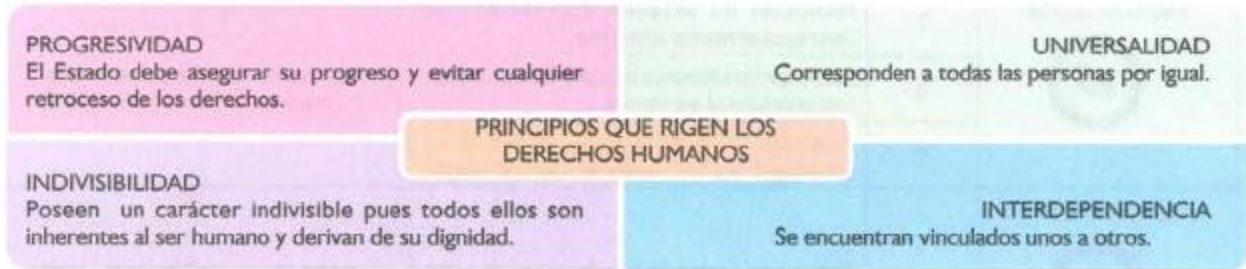 PROGRESIVIDAD
El Estado debe asegurar su progreso y evitar cualquier
retroceso de los derechos.
UNIVERSALIDAD
Corresponden a todas las personas por igual.
PRINCIPIOS QUE RIGEN LOS
DERECHOS HUMANOS
INDIVISIBILIDAD
Poseen un carácter indivisible pues todos ellos son
inherentes al ser humano y derivan de su dignidad.
INTERDEPENDENCIA
Se encuentran vinculados unos a otros.